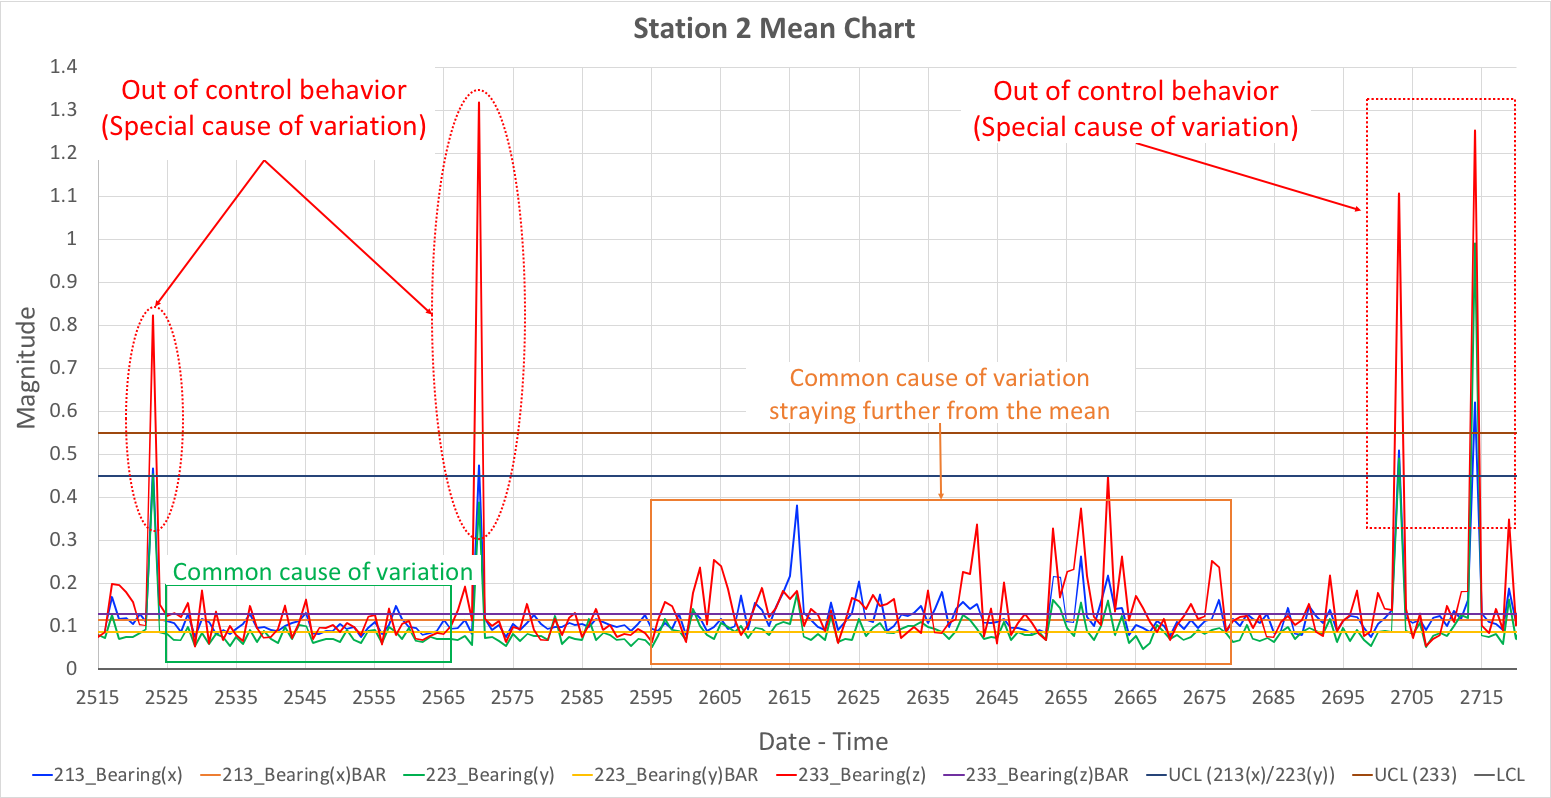 Station 2 Mean Chart
1.4
1.3
1.2
1.1
1
0.9
0.8
0.7
0.6
0.5
0.4
0.3
0.2
0.1
0
Magnitude
Out of control behavior
(Special cause of variation)
Out of control behavior
(Special cause of variation)
Common cause of variation
straying further from the mean
Common cause of variation
2515 2525 2535 2545 2555 2565 2575 2585 2595 2605 2615 2625 2635 2645 2655 2665 2675 2685 2695 2705 2715
Date - Time
213_Bearing(x) 213_Bearing(x)BAR 223_Bearing(y) 223_Bearing(y)BAR 233_Bearing(z) 233_Bearing(z)BAR UCL (213(x)/223(y)) UCL (233) LCL